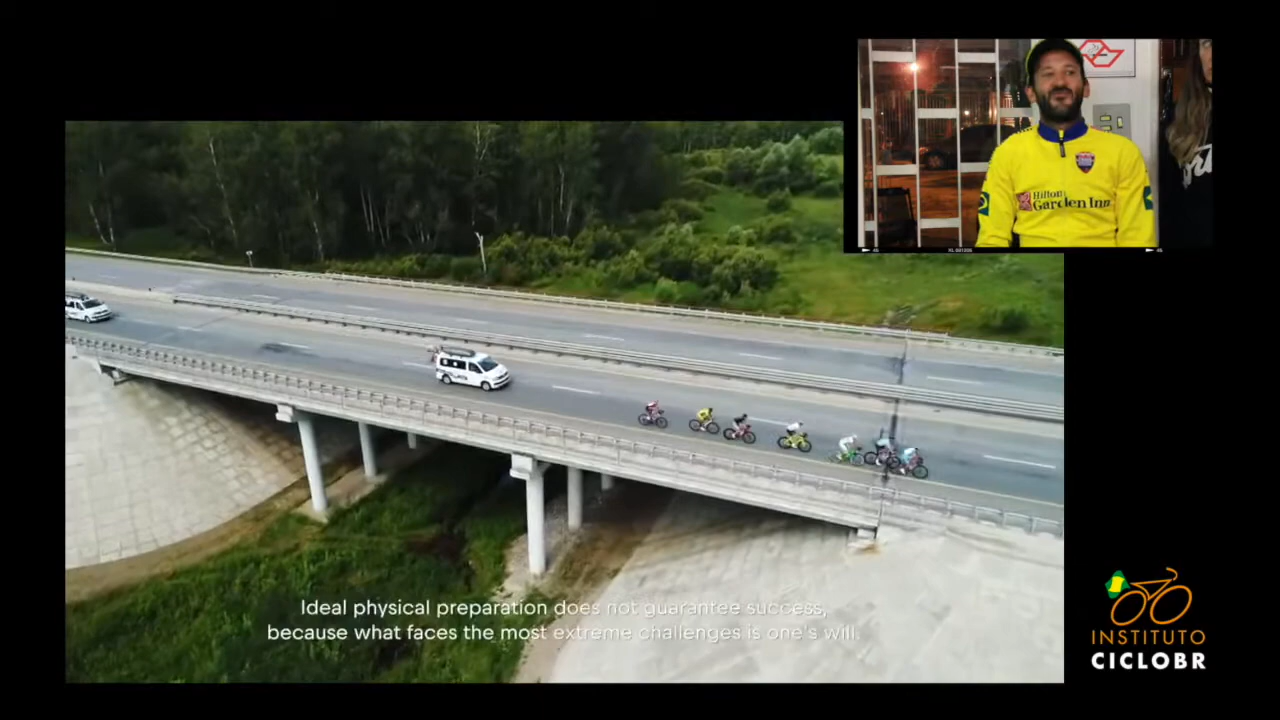 Hilton
Garden Inn
Ideal physical preparation does not guarantee success,
because what faces the most extreme challenges is one's will.
INSTITUTO
CICLOBR